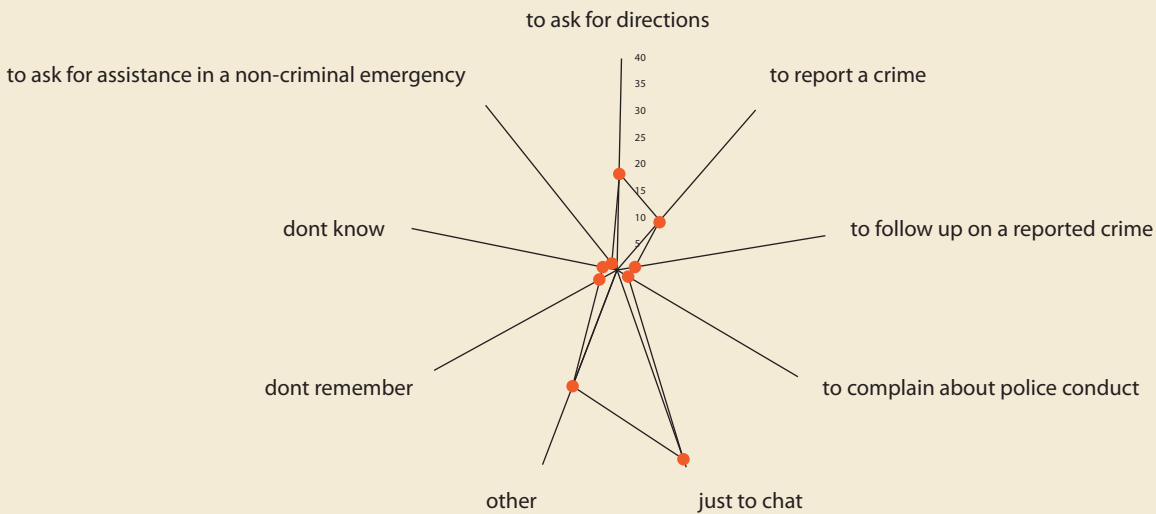 to ask for directions
to ask for assistance in a non-criminal emergency
to report a crime
40
35
30
25
20
15
10
5
dont know
to follow up on a reported crime
dont remember
to complain about police conduct
other
just to chat